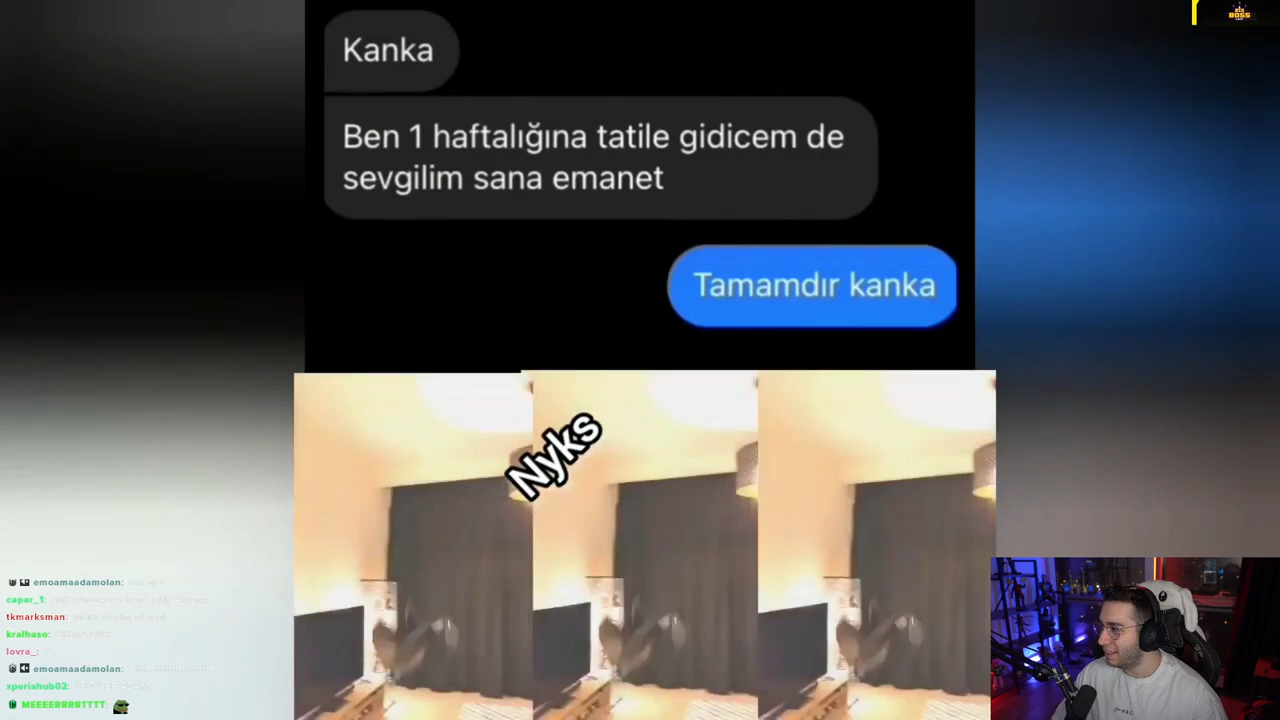 BOSS
Kanka
Ben 1 haftalığına tatile gidicem de
sevgilim sana emanet
Tamamdır kanka
Nyks
emoamaadamolan:
capar_1:
tkmarksman:
kralhaso:
lovra_:
emoamaadamolan:
xperiahub02:
MEEEERRRRTTTT: